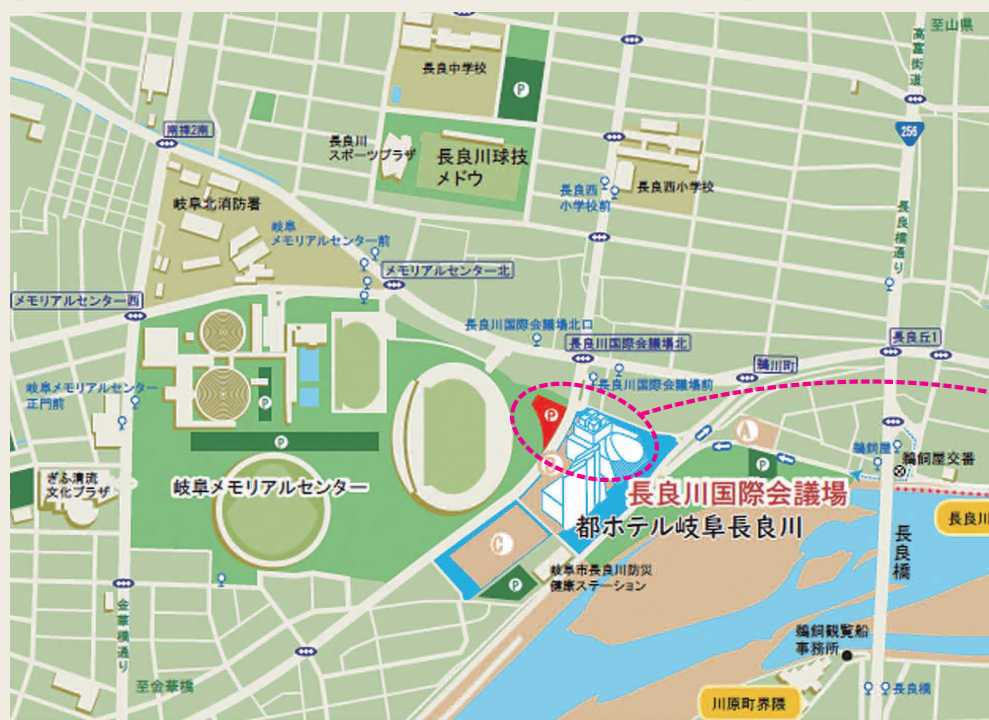 至山県
高富街道
長良中学校
P
256
南福2南
長良川
スポーツプラザ
長良川球技
メドウ
長良西小学校
長良西
小学校前
岐阜北消防署
長良橋通り
岐阜
メモリアルセンター前
メモリアルセンター北
メモリアルセンター西
長良川国際会議場北口
長良川国際会議場北
長良丘1
鵜川町
長良川国際会議場前
岐阜メモリアルセンター
正門前
P
P
A
P
P
鵜飼屋
鵜飼屋交番
ぎふ清流
文化プラザ
岐阜メモリアルセンター
長良川国際会議場
都ホテル岐阜長良川
長良川
C
長良橋
岐阜市長良川防災
健康ステーション
P
金華橋通り
鵜飼観覧船
事務所
至金華橋
長良橋
川原町界隈